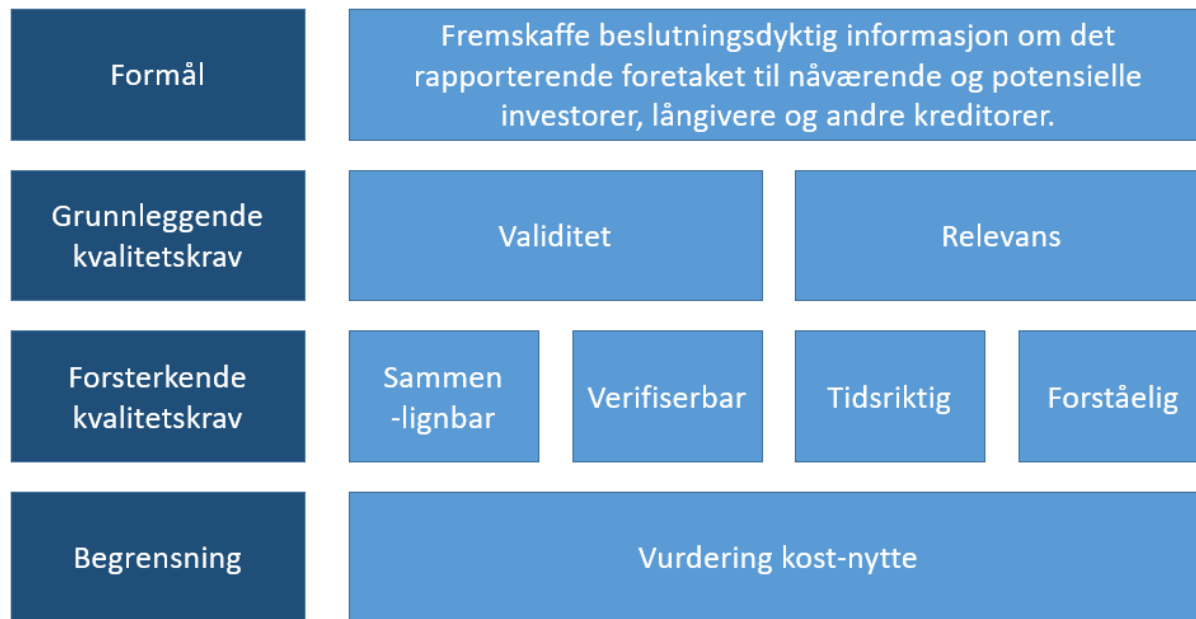 Formål
Fremskaffe beslutningsdyktig informasjon om det
rapporterende foretaket til nåværende og potensielle
investorer, långivere og andre kreditorer.
Grunnleggende
kvalitetskrav
Validitet
Relevans
Forsterkende
kvalitetskrav
Sammen
-lignbar
Verifiserbar
Tidsriktig
Forståelig
Begrensning
Vurdering kost-nytte